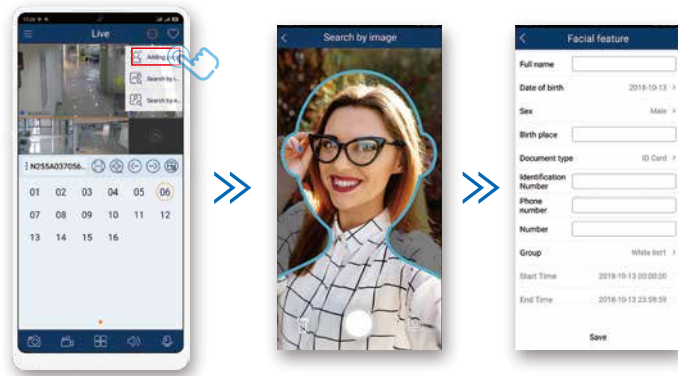 Live
Adding
Search by i...
Search by n...
N255A037056..
01 02 03 04 05 06
07 08 09 10 11 12
13 14 15 16
Search by image
Facial feature
Full name
Date of birth 2018-10-13
Sex Male
Birth place
Document type ID Card
Identification
Number
Phone
number
Number
Group White list1
Start Time 2018-10-13 00:00:00
End Time 2018-10-13 23:59:59
Save